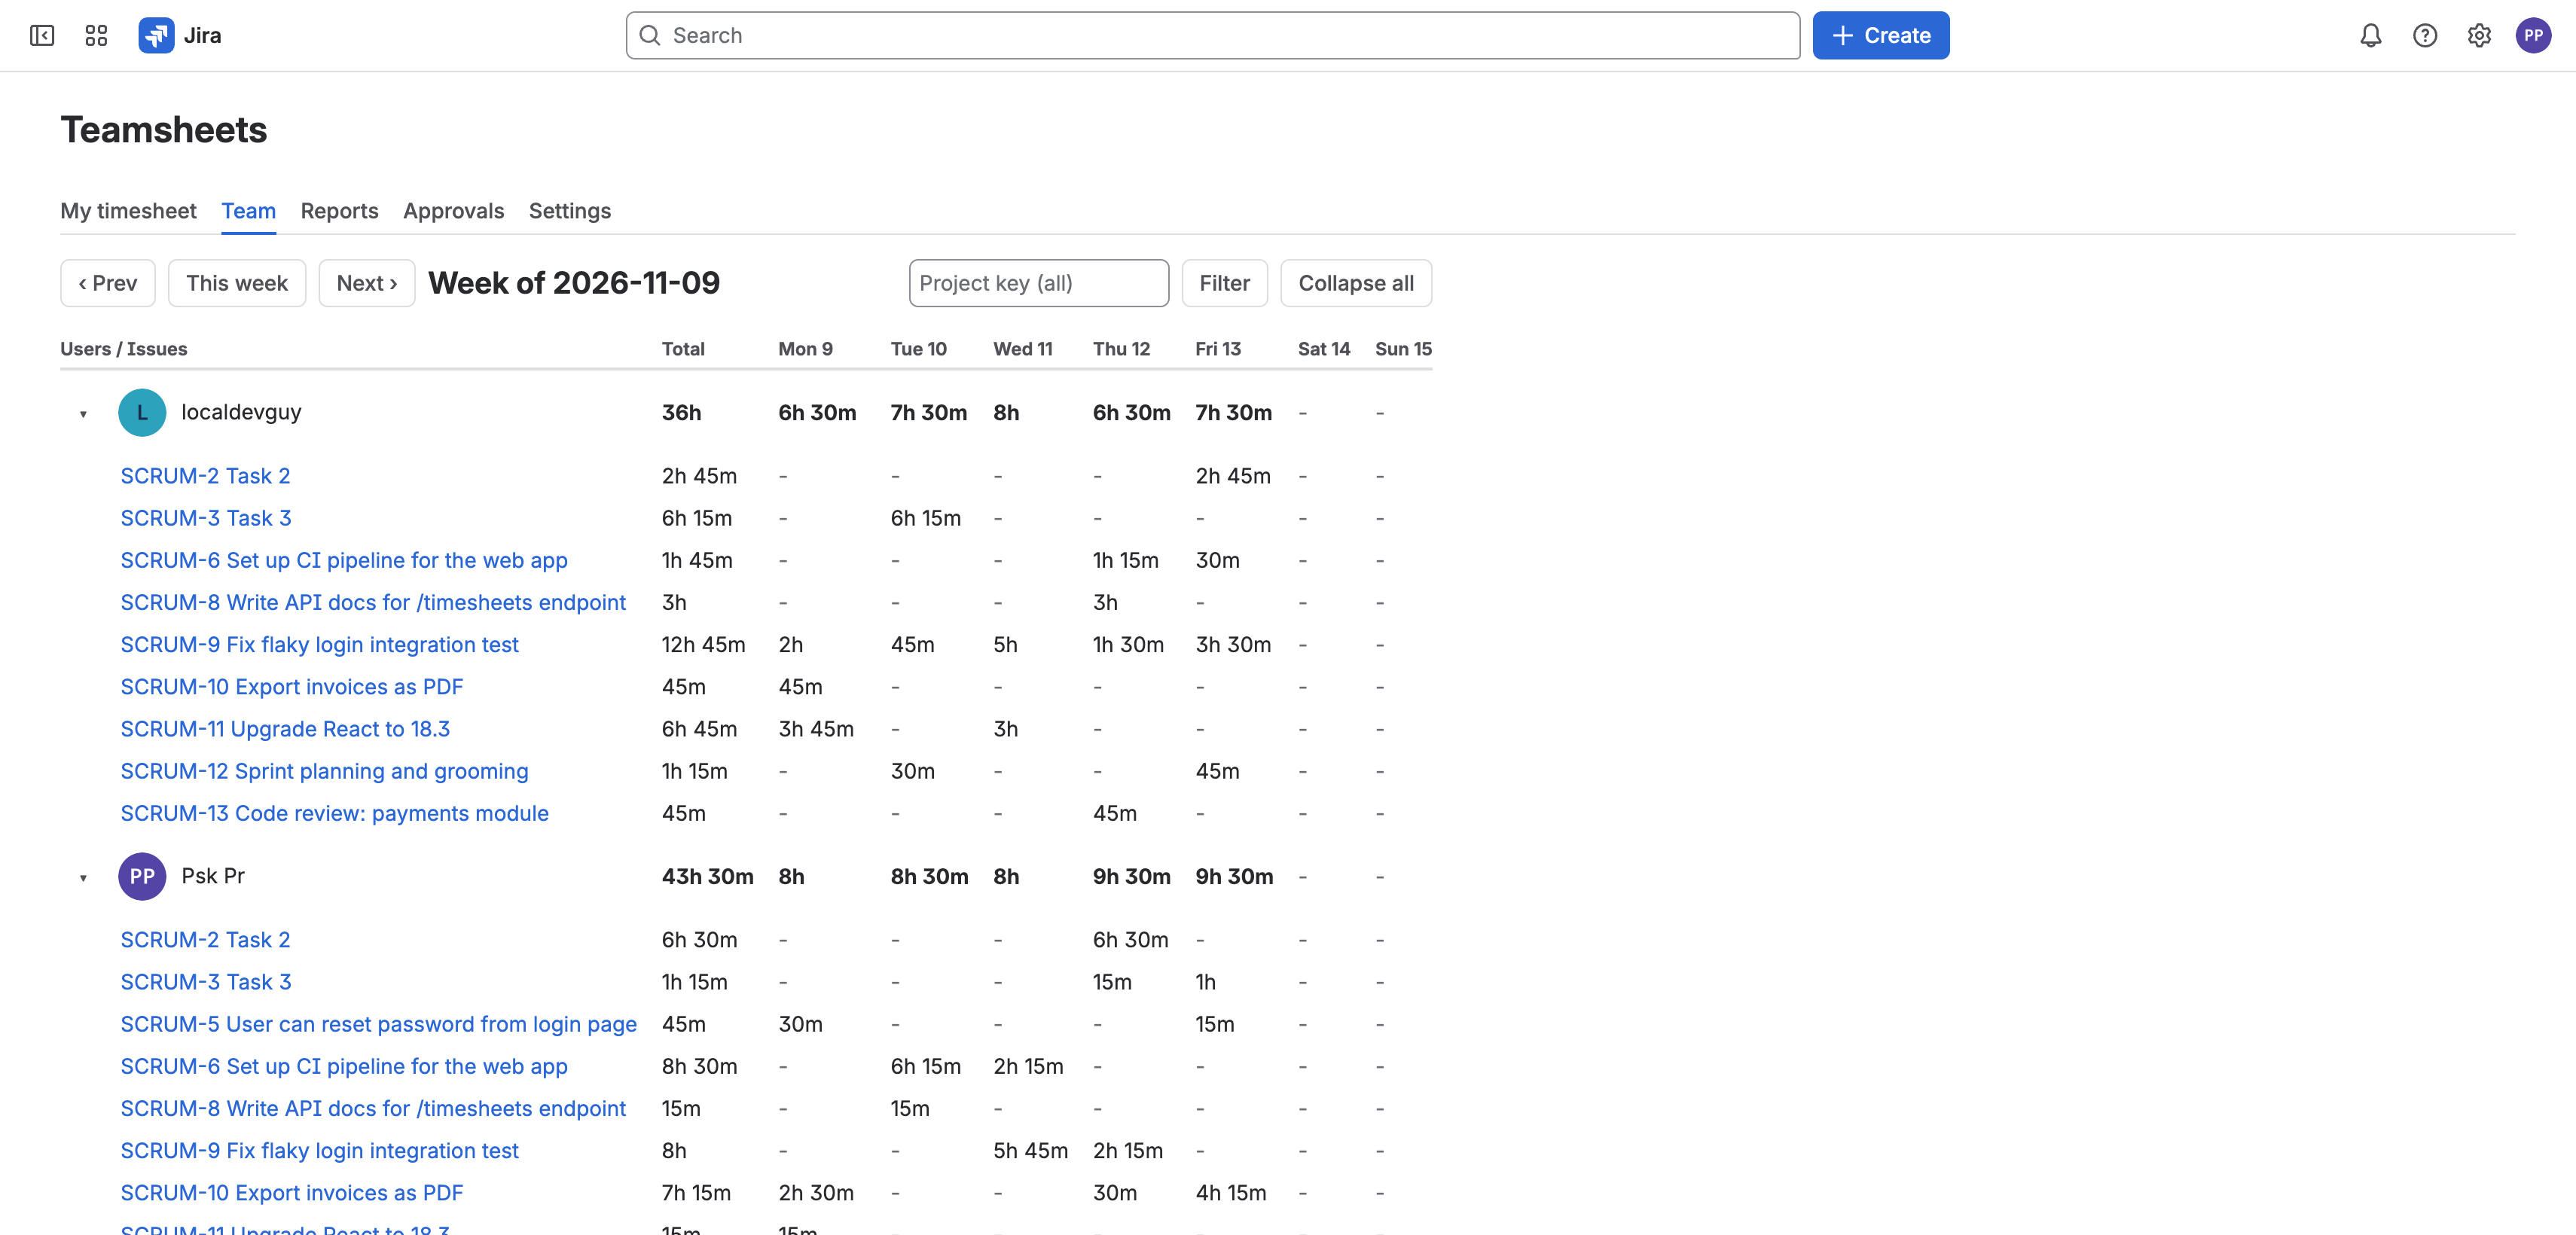 Jira
Search
+ Create
PP
Teamsheets
My timesheet Team Reports Approvals Settings
‹ Prev This week Next › Week of 2026-11-09 Project key (all) Filter Collapse all
Users / Issues Total Mon 9 Tue 10 Wed 11 Thu 12 Fri 13 Sat 14 Sun 15
L localdevguy 36h 6h 30m 7h 30m 8h 6h 30m 7h 30m - -
SCRUM-2 Task 2 2h 45m - - - - 2h 45m - -
SCRUM-3 Task 3 6h 15m - 6h 15m - - - - -
SCRUM-6 Set up CI pipeline for the web app 1h 45m - - - 1h 15m 30m - -
SCRUM-8 Write API docs for /timesheets endpoint 3h - - - 3h - - -
SCRUM-9 Fix flaky login integration test 12h 45m 2h 45m 5h 1h 30m 3h 30m - -
SCRUM-10 Export invoices as PDF 45m 45m - - - - - -
SCRUM-11 Upgrade React to 18.3 6h 45m 3h 45m - 3h - - - -
SCRUM-12 Sprint planning and grooming 1h 15m - 30m - - 45m - -
SCRUM-13 Code review: payments module 45m - - - 45m - - -
PP Psk Pr 43h 30m 8h 8h 30m 8h 9h 30m 9h 30m - -
SCRUM-2 Task 2 6h 30m - - - 6h 30m - - -
SCRUM-3 Task 3 1h 15m - - - 15m 1h - -
SCRUM-5 User can reset password from login page 45m 30m - - - 15m - -
SCRUM-6 Set up CI pipeline for the web app 8h 30m - 6h 15m 2h 15m - - - -
SCRUM-8 Write API docs for /timesheets endpoint 15m - 15m - - - - -
SCRUM-9 Fix flaky login integration test 8h - - 5h 45m 2h 15m - - -
SCRUM-10 Export invoices as PDF 7h 15m 2h 30m - - 30m 4h 15m - -
SCRUM-11 Upgrade React to 18.3 15m 15m - - - - - -